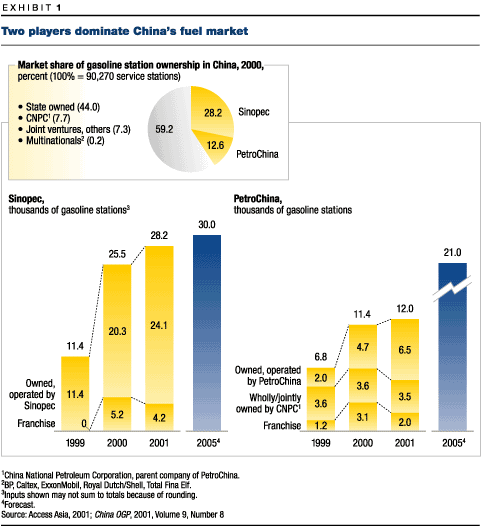 EXHIBIT 1
Two players dominate China's fuel market
Market share of gasoline station ownership in China, 2000,
percent (100% = 90,270 service stations)
• State owned (44.0)
• CNPC¹ (7.7)
• Joint ventures, others (7.3)
• Multinationals² (0.2)
59.2
28.2
Sinopec
12.6
PetroChina
Sinopec,
thousands of gasoline stations³
11.4
25.5
28.2
30.0
Owned,
operated by
Sinopec
11.4
20.3
24.1
Franchise
0
5.2
4.2
1999
2000
2001
2005⁴
PetroChina,
thousands of gasoline stations
6.8
11.4
12.0
21.0
Owned, operated
by PetroChina
2.0
4.7
6.5
Wholly/jointly
owned by CNPC¹
3.6
3.6
3.5
Franchise
1.2
3.1
2.0
1999
2000
2001
2005⁴
¹China National Petroleum Corporation, parent company of PetroChina.
²BP, Caltex, ExxonMobil, Royal Dutch/Shell, Total Fina Elf.
³Inputs shown may not sum to totals because of rounding.
⁴Forecast.
Source: Access Asia, 2001; China OGP, 2001, Volume 9, Number 8